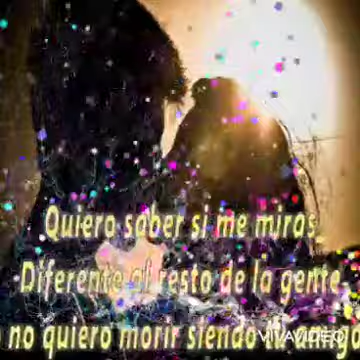 Quiero saber si me miras
Diferente al resto de la gente
no quiero morir siendo
VIVAVIDEO